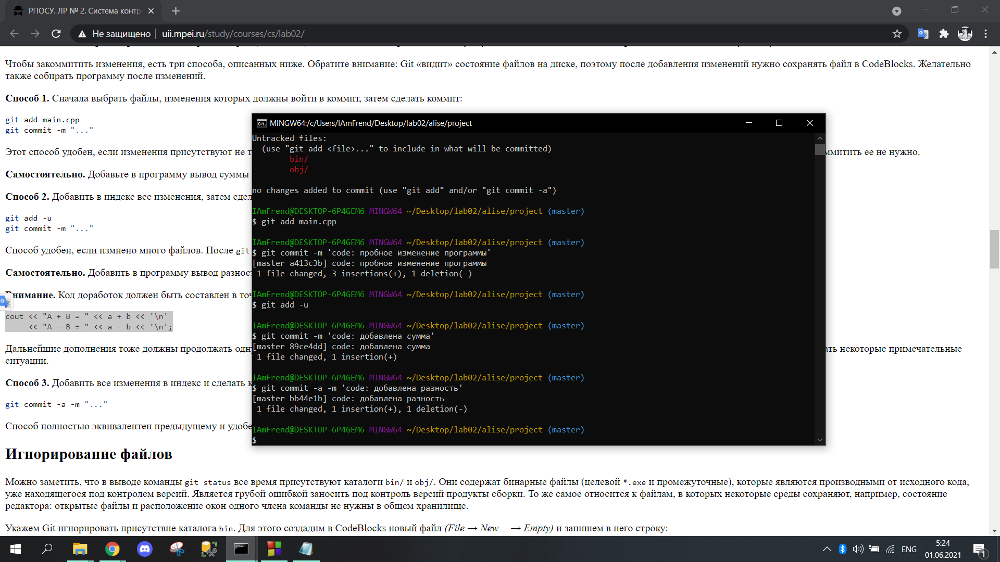 РПОСУ. ЛР № 2. Система контр
Не защищено | uii.mpei.ru/study/courses/cs/lab02/
Чтобы закоммитить изменения, есть три способа, описанных ниже. Обратите внимание: Git «видит» состояние файлов на диске, поэтому после добавления изменений нужно сохранять файл в CodeBlocks. Желательно
также собирать программу после изменений.
Способ 1. Сначала выбрать файлы, изменения которых должны войти в коммит, затем сделать коммит:
git add main.cpp
git commit -m "..."
Этот способ удобен, если изменения присутствуют не т
ммитить ее не нужно.
Самостоятельно. Добавьте в программу вывод суммы
Способ 2. Добавить в индекс все изменения, затем сдел
git add -u
git commit -m "..."
Способ удобен, если измнено много файлов. После git
Самостоятельно. Добавить в программу вывод разност
Внимание. Код доработок должен быть составлен в точ
cout << "A + B = " << a + b << '\n'
<< "A - B = " << a - b << '\n';
Дальнейшие дополнения тоже должны продолжать одну
ать некоторые примечательные
ситуации.
Способ 3. Добавить все изменения в индекс и сделать к
git commit -a -m "..."
Способ полностью эквивалентен предыдущему и удобе
MINGW64:/c/Users/IAmFrend/Desktop/lab02/alise/project
Untracked files:
(use "git add <file>..." to include in what will be committed)
bin/
obj/
no changes added to commit (use "git add" and/or "git commit -a")
IAmFrend@DESKTOP-6P4GEM6 MINGW64 ~/Desktop/lab02/alise/project (master)
$ git add main.cpp
IAmFrend@DESKTOP-6P4GEM6 MINGW64 ~/Desktop/lab02/alise/project (master)
$ git commit -m 'code: пробное изменение программы'
[master a413c3b] code: пробное изменение программы
1 file changed, 3 insertions(+), 1 deletion(-)
IAmFrend@DESKTOP-6P4GEM6 MINGW64 ~/Desktop/lab02/alise/project (master)
$ git add -u
IAmFrend@DESKTOP-6P4GEM6 MINGW64 ~/Desktop/lab02/alise/project (master)
$ git commit -m 'code: добавлена сумма'
[master 89ce4dd] code: добавлена сумма
1 file changed, 1 insertion(+)
IAmFrend@DESKTOP-6P4GEM6 MINGW64 ~/Desktop/lab02/alise/project (master)
$ git commit -a -m 'code: добавлена разность'
[master bb44e1b] code: добавлена разность
1 file changed, 1 insertion(+), 1 deletion(-)
IAmFrend@DESKTOP-6P4GEM6 MINGW64 ~/Desktop/lab02/alise/project (master)
$
Игнорирование файлов
Можно заметить, что в выводе команды git status все время присутствуют каталоги bin/ и obj/. Они содержат бинарные файлы (целевой *.exe и промежуточные), которые являются производными от исходного кода,
уже находящегося под контролем версий. Является грубой ошибкой заносить под контроль версий продукты сборки. То же самое относится к файлам, в которых некоторые среды сохраняют, например, состояние
редактора: открытые файлы и расположение окон одного члена команды не нужны в общем хранилище.
Укажем Git игнорировать присутствие каталога bin. Для этого создадим в CodeBlocks новый файл (File → New… → Empty) и запишем в него строку:
ENG
5:24
01.06.2021
1